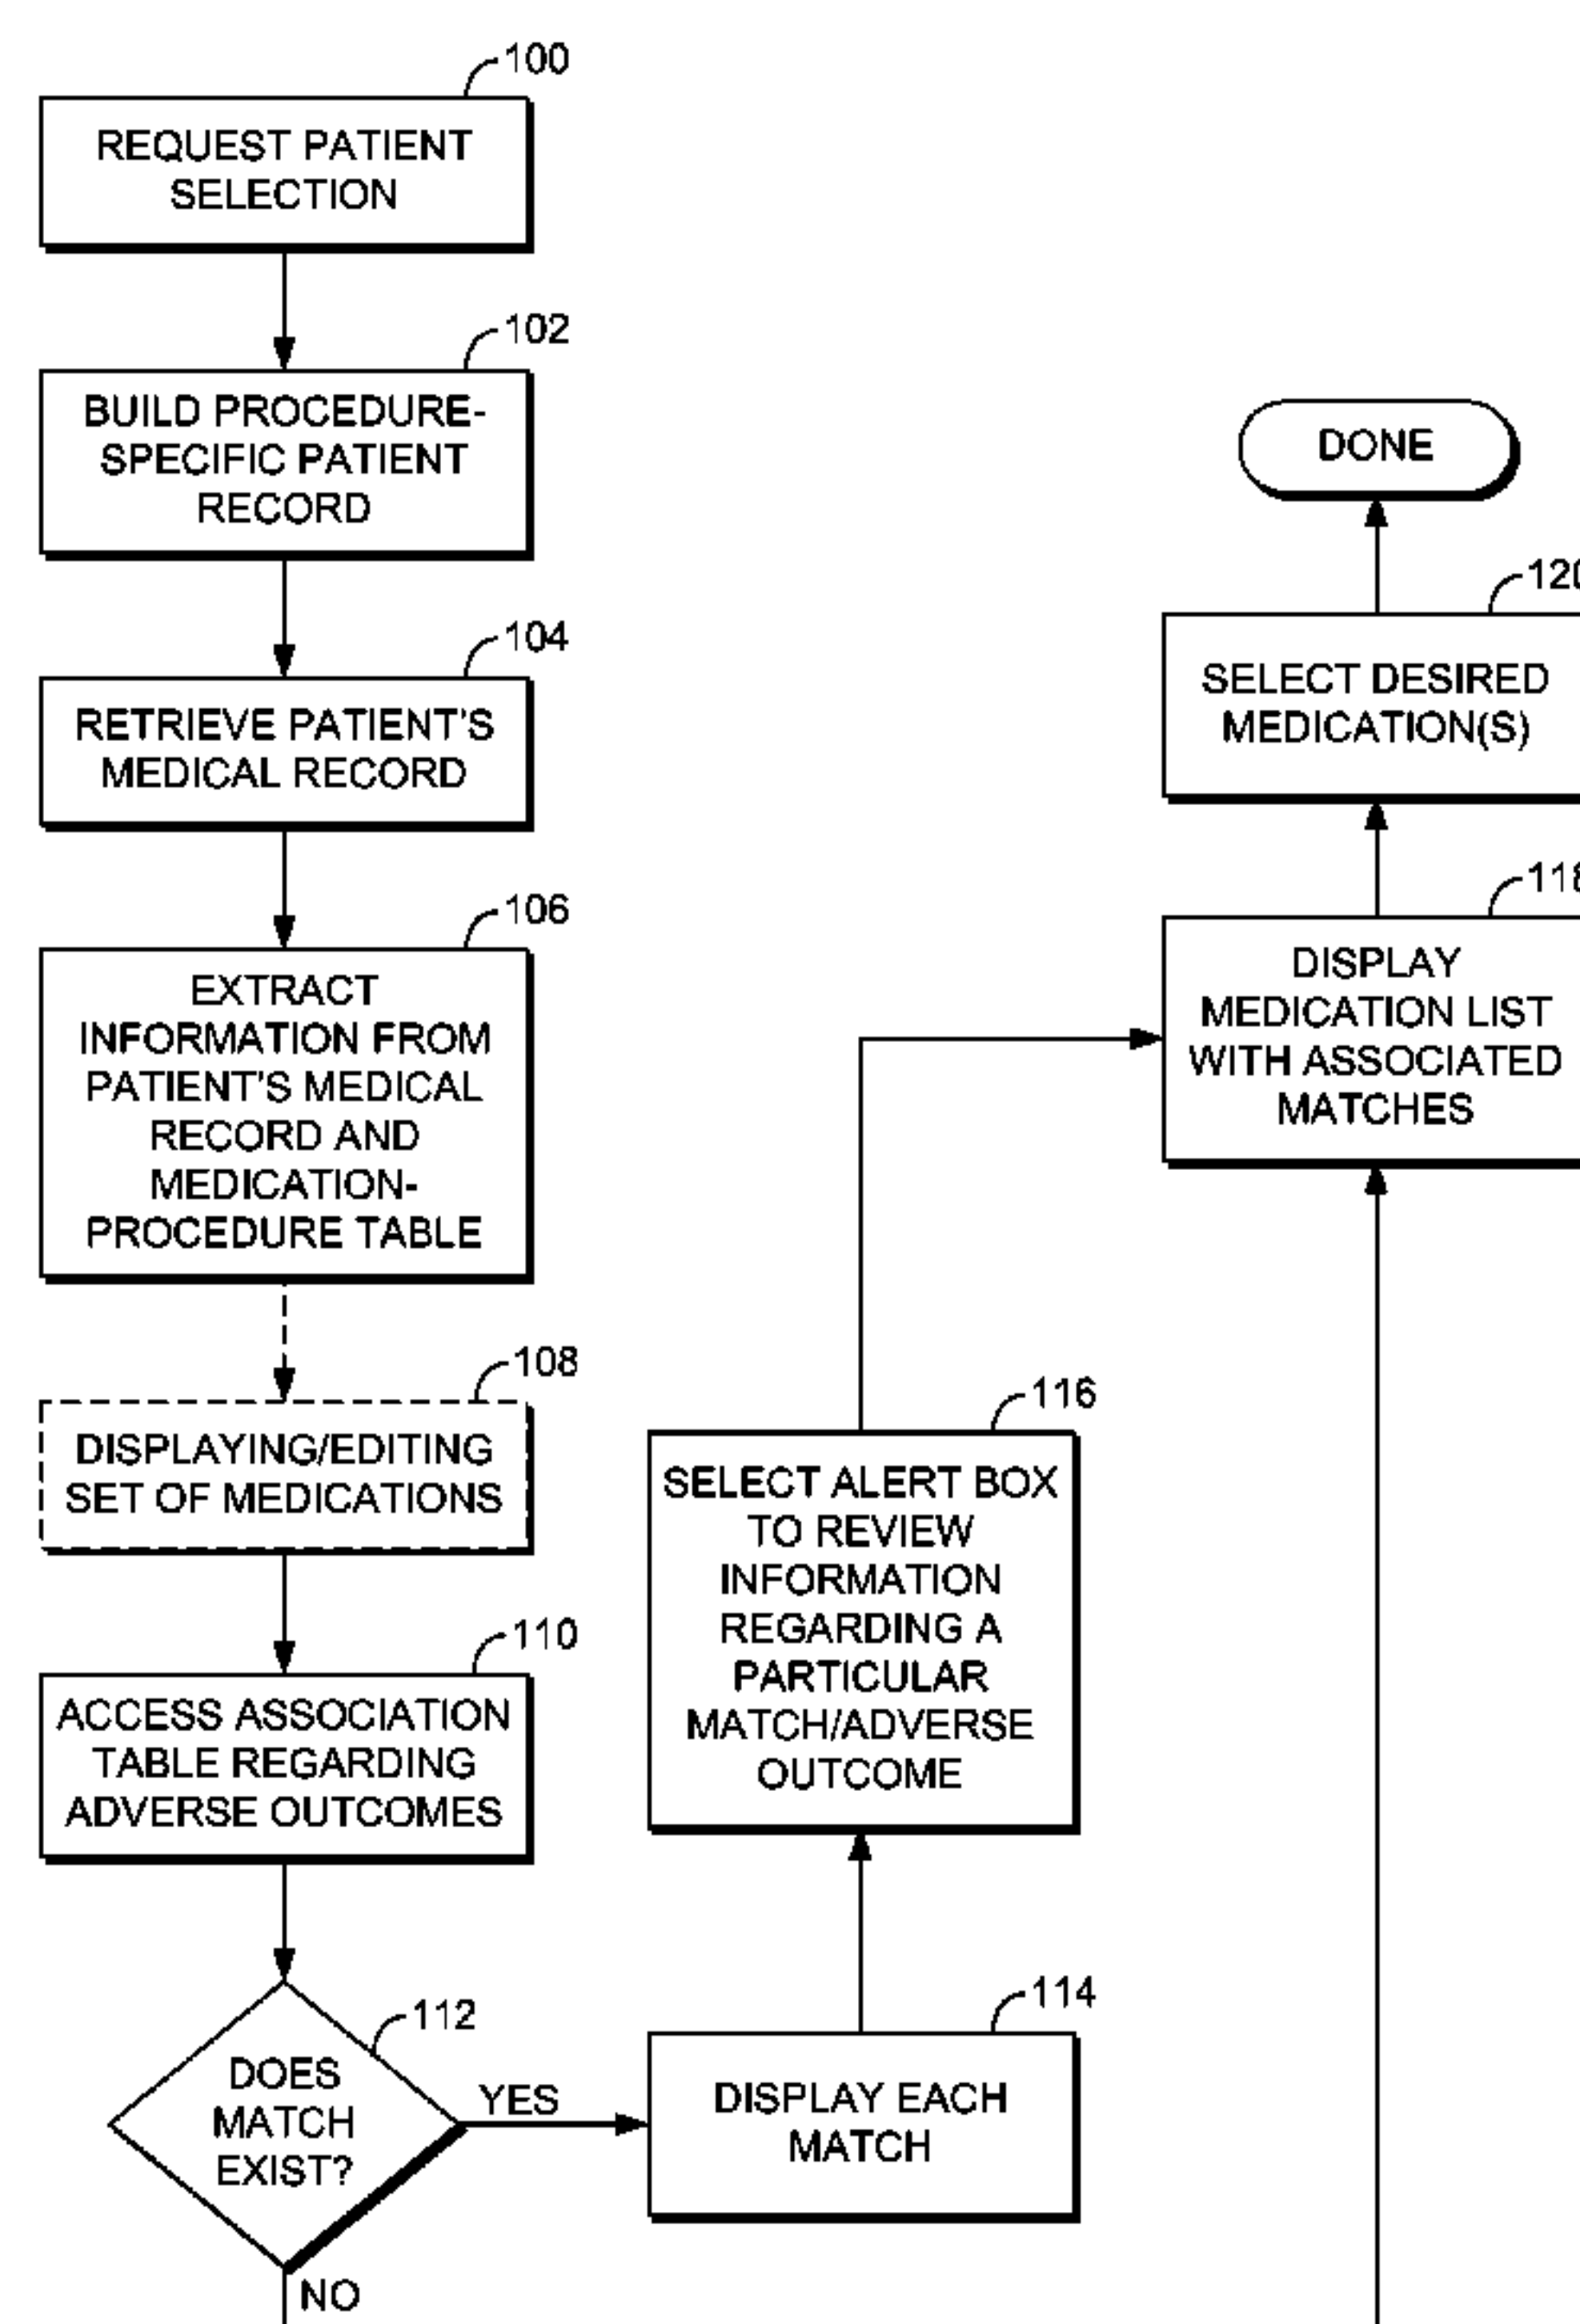 100
REQUEST PATIENT
SELECTION
102
BUILD PROCEDURE-
SPECIFIC PATIENT
RECORD
104
RETRIEVE PATIENT'S
MEDICAL RECORD
106
EXTRACT
INFORMATION FROM
PATIENT'S MEDICAL
RECORD AND
MEDICATION-
PROCEDURE TABLE
108
DISPLAYING/EDITING
SET OF MEDICATIONS
110
ACCESS ASSOCIATION
TABLE REGARDING
ADVERSE OUTCOMES
112
DOES
MATCH
EXIST?
YES
NO
114
DISPLAY EACH
MATCH
116
SELECT ALERT BOX
TO REVIEW
INFORMATION
REGARDING A
PARTICULAR
MATCH/ADVERSE
OUTCOME
118
DISPLAY
MEDICATION LIST
WITH ASSOCIATED
MATCHES
120
SELECT DESIRED
MEDICATION(S)
DONE